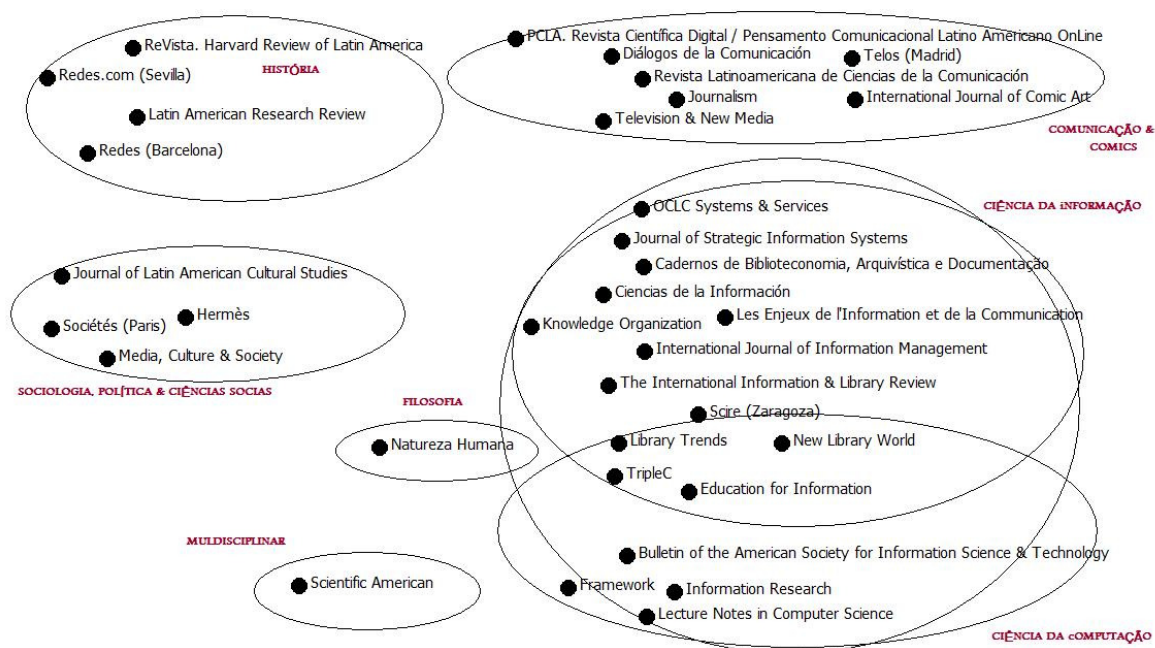 ReVista. Harvard Review of Latin America
HISTÓRIA
Redes.com (Sevilla)
Latin American Research Review
Redes (Barcelona)
PCLA. Revista Científica Digital / Pensamento Comunicacional Latino Americano OnLine
Diálogos de la Comunicación
Telos (Madrid)
Revista Latinoamericana de Ciencias de la Comunicación
Journalism
International Journal of Comic Art
Television & New Media
COMUNICAÇÃO &
COMICS
OCLC Systems & Services
CIÊNCIA DA iNFORMAÇÃO
Journal of Strategic Information Systems
Cadernos de Biblioteconomia, Arquivística e Documentação
Ciencias de la Información
Les Enjeux de l'Information et de la Communication
Knowledge Organization
International Journal of Information Management
The International Information & Library Review
Scire (Zaragoza)
Library Trends
New Library World
TripleC
Education for Information
Journal of Latin American Cultural Studies
Hermès
Sociétés (Paris)
Media, Culture & Society
SOCIOLOGIA, POLÍTICA & CIÊNCIAS SOCIAS
FILOSOFIA
Natureza Humana
MULDISCIPLINAR
Scientific American
Bulletin of the American Society for Information Science & Technology
Framework
Information Research
Lecture Notes in Computer Science
CIÊNCIA DA cOMPUTAÇÃO